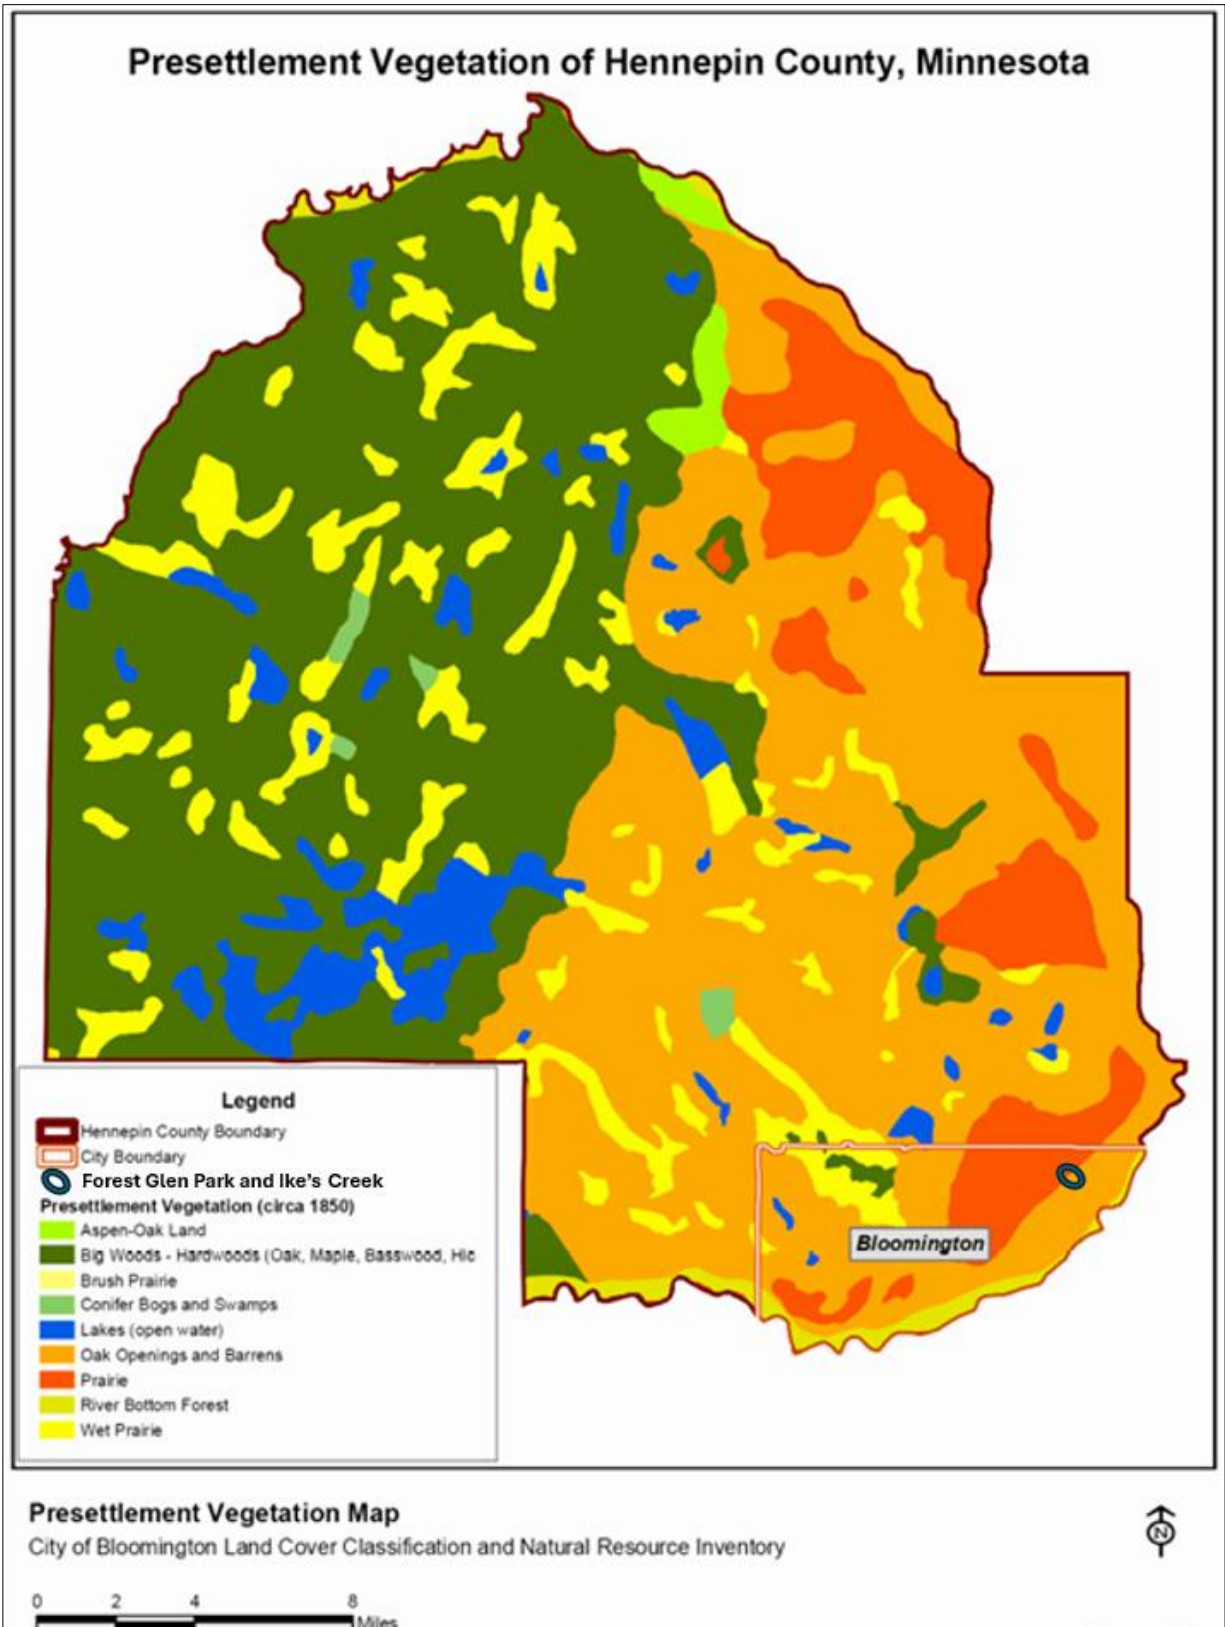 Presettlement Vegetation of Hennepin County, Minnesota
Bloomington
Legend
Hennepin County Boundary
City Boundary
Forest Glen Park and Ike's Creek
Presettlement Vegetation (circa 1850)
Aspen-Oak Land
Big Woods - Hardwoods (Oak, Maple, Basswood, Hic
Brush Prairie
Conifer Bogs and Swamps
Lakes (open water)
Oak Openings and Barrens
Prairie
River Bottom Forest
Wet Prairie
Presettlement Vegetation Map
City of Bloomington Land Cover Classification and Natural Resource Inventory
N
0 2 4 8
Miles